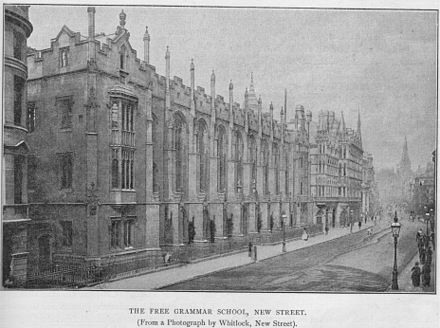 THE FREE GRAMMAR SCHOOL, NEW STREET.
(From a Photograph by Whitlock, New Street).